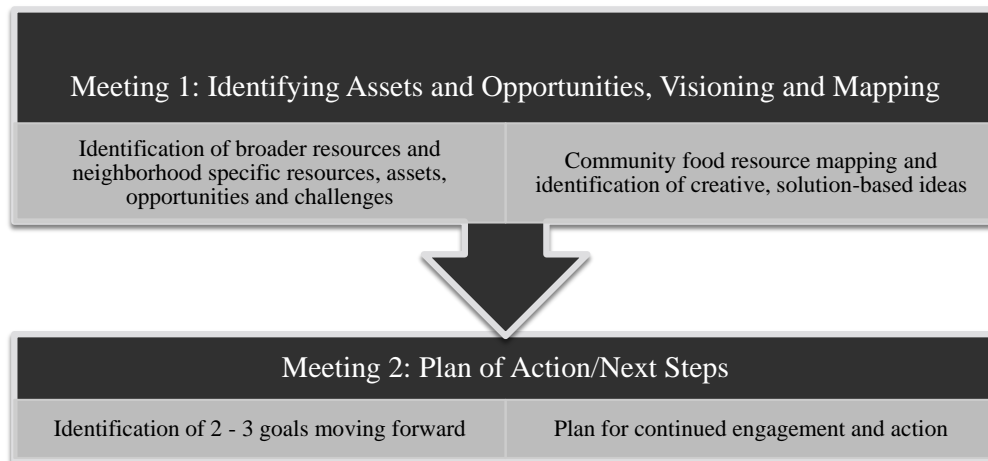 Meeting 1: Identifying Assets and Opportunities, Visioning and Mapping
Identification of broader resources and
neighborhood specific resources, assets,
opportunities and challenges
Community food resource mapping and
identification of creative, solution-based ideas
Meeting 2: Plan of Action/Next Steps
Identification of 2 - 3 goals moving forward
Plan for continued engagement and action